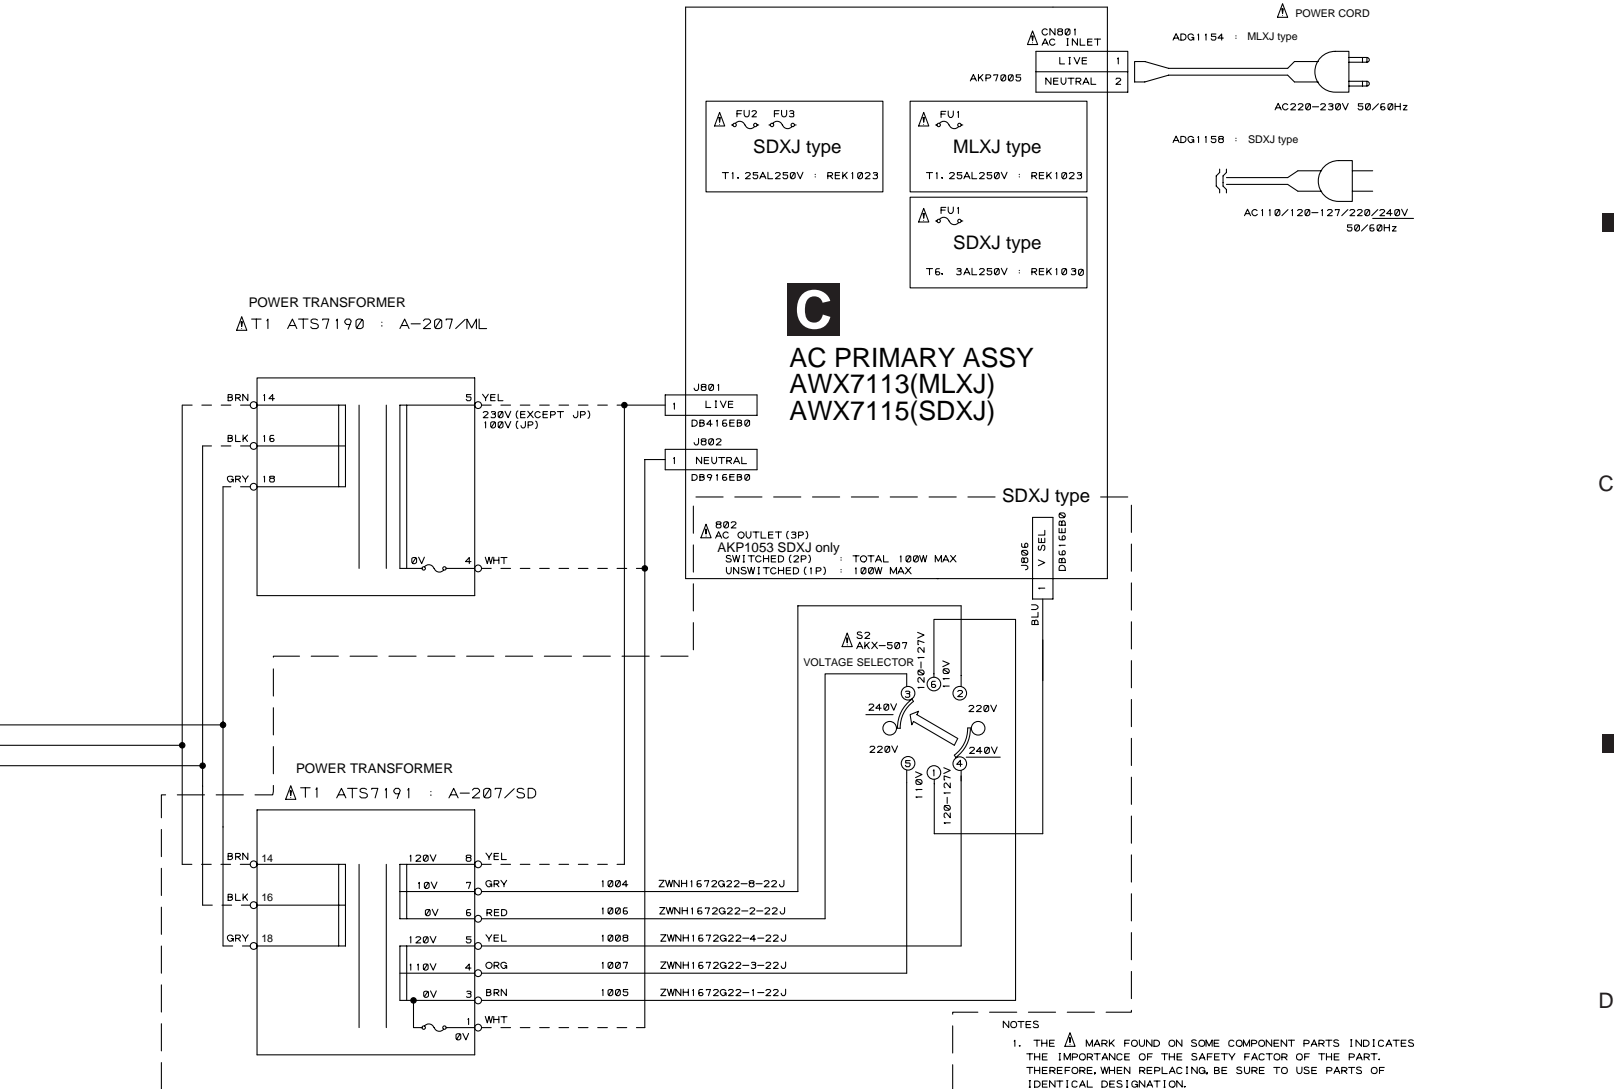 POWER CORD
ADG1154 : MLXJ type
AC220-230V 50/60Hz
ADG1158 : SDXJ type
AC110/120-127/220/240V
50/60Hz
CN801
AC INLET
LIVE 1
NEUTRAL 2
AKP7005
FU2 FU3
SDXJ type
T1.25AL250V : REK1023
FU1
MLXJ type
T1.25AL250V : REK1023
FU1
SDXJ type
T6. 3AL250V : REK1030
C
AC PRIMARY ASSY
AWX7113(MLXJ)
AWX7115(SDXJ)
POWER TRANSFORMER
T1 ATS7190 : A-207/ML
BRN 14
BLK 16
GRY 18
5 YEL
230V(EXCEPT JP)
100V(JP)
0V 4 WHT
J801
1 LIVE
DB416EB0
J802
1 NEUTRAL
DB916EB0
SDXJ type
802
AC OUTLET(3P)
AKP1053 SDXJ only
SWITCHED(2P) : TOTAL 100W MAX
UNSWITCHED(1P) : 100W MAX
J806
1 V SEL
DB616EB0
BLU
S2
AKX-507
VOLTAGE SELECTOR
120-127V
110V
3
6
2
240V
220V
220V
240V
5
1
4
110V
120-127V
POWER TRANSFORMER
T1 ATS7191 : A-207/SD
BRN 14
BLK 16
GRY 18
120V 8 YEL
10V 7 GRY 1004 ZWNH1672G22-8-22J
0V 6 RED 1006 ZWNH1672G22-2-22J
120V 5 YEL 1008 ZWNH1672G22-4-22J
110V 4 ORG 1007 ZWNH1672G22-3-22J
0V 3 BRN 1005 ZWNH1672G22-1-22J
1 WHT
0V
C
D
NOTES
1. THE MARK FOUND ON SOME COMPONENT PARTS INDICATES
THE IMPORTANCE OF THE SAFETY FACTOR OF THE PART.
THEREFORE, WHEN REPLACING, BE SURE TO USE PARTS OF
IDENTICAL DESIGNATION.